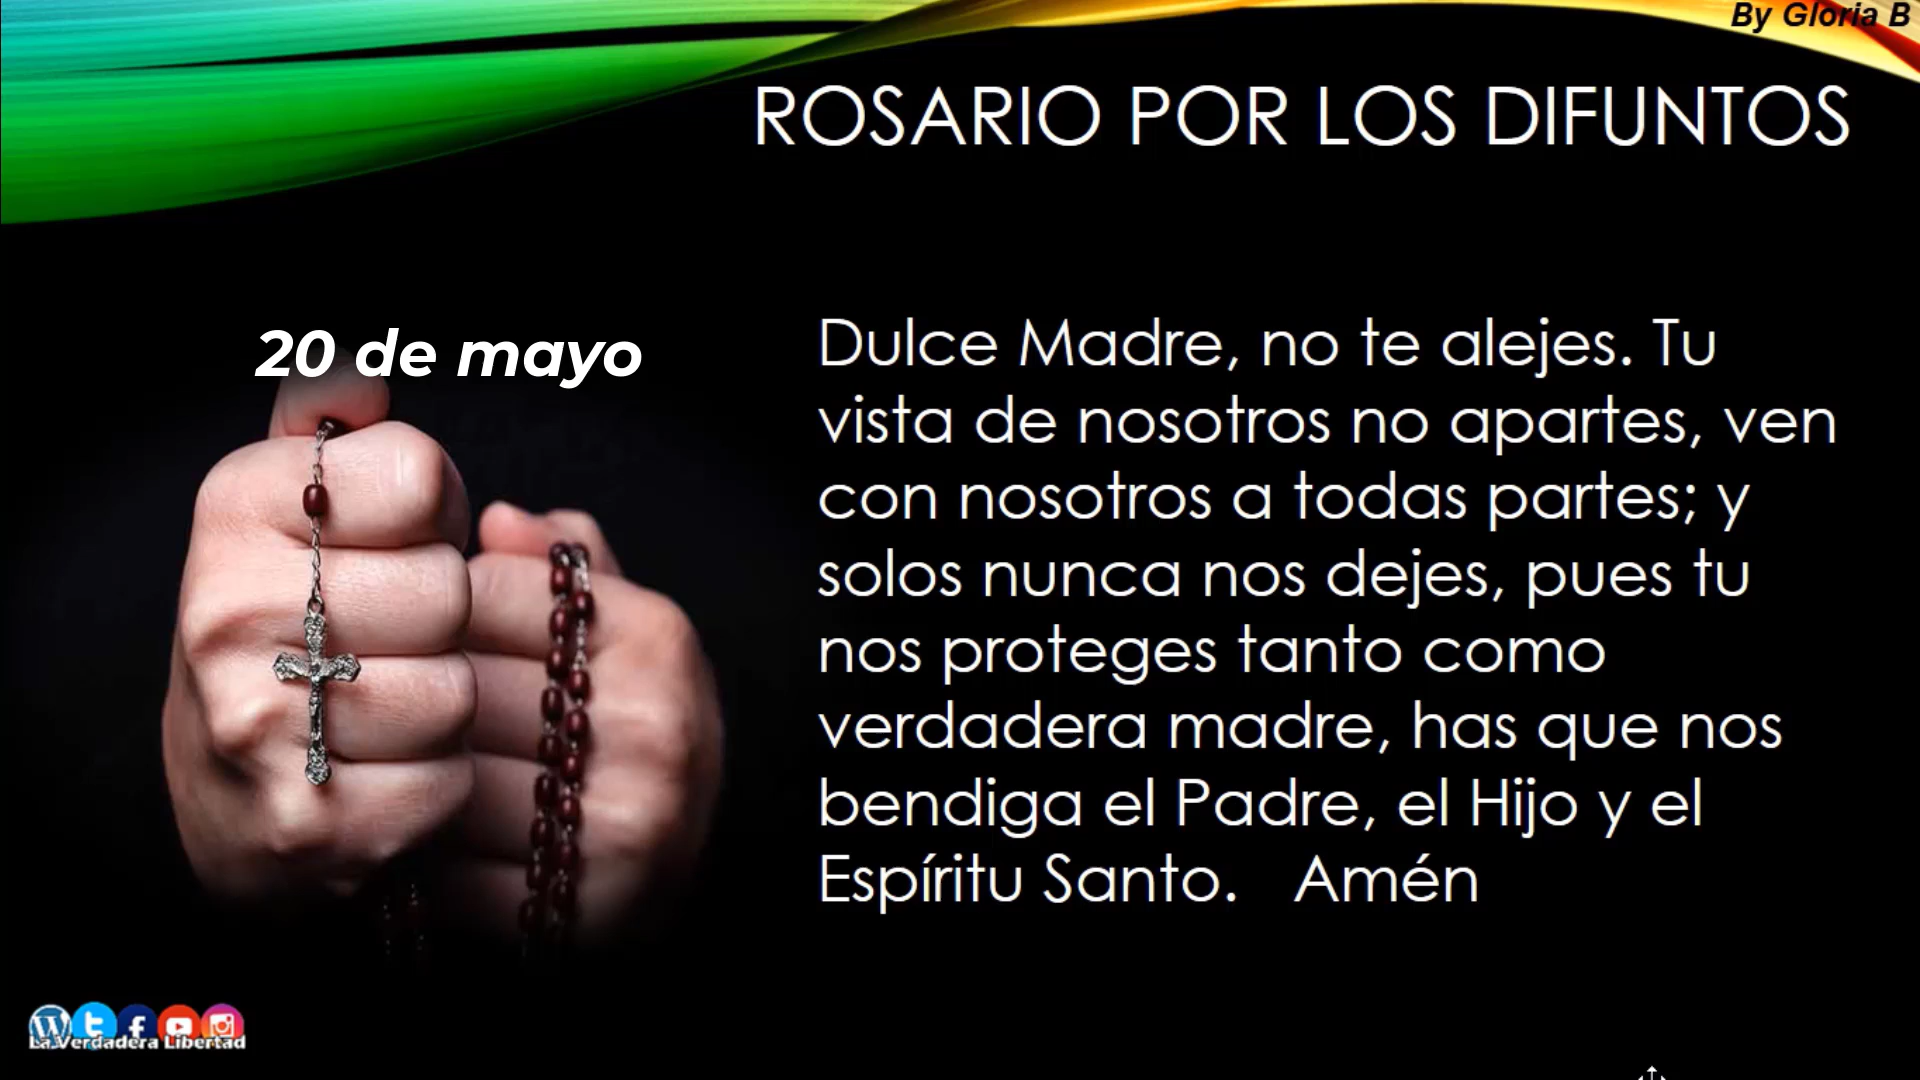 By Gloria B
ROSARIO POR LOS DIFUNTOS
20 de mayo
Dulce Madre, no te alejes. Tu
vista de nosotros no apartes, ven
con nosotros a todas partes; y
solos nunca nos dejes, pues tu
nos proteges tanto como
verdadera madre, has que nos
bendiga el Padre, el Hijo y el
Espíritu Santo.   Amén
La Verdadera Libertad